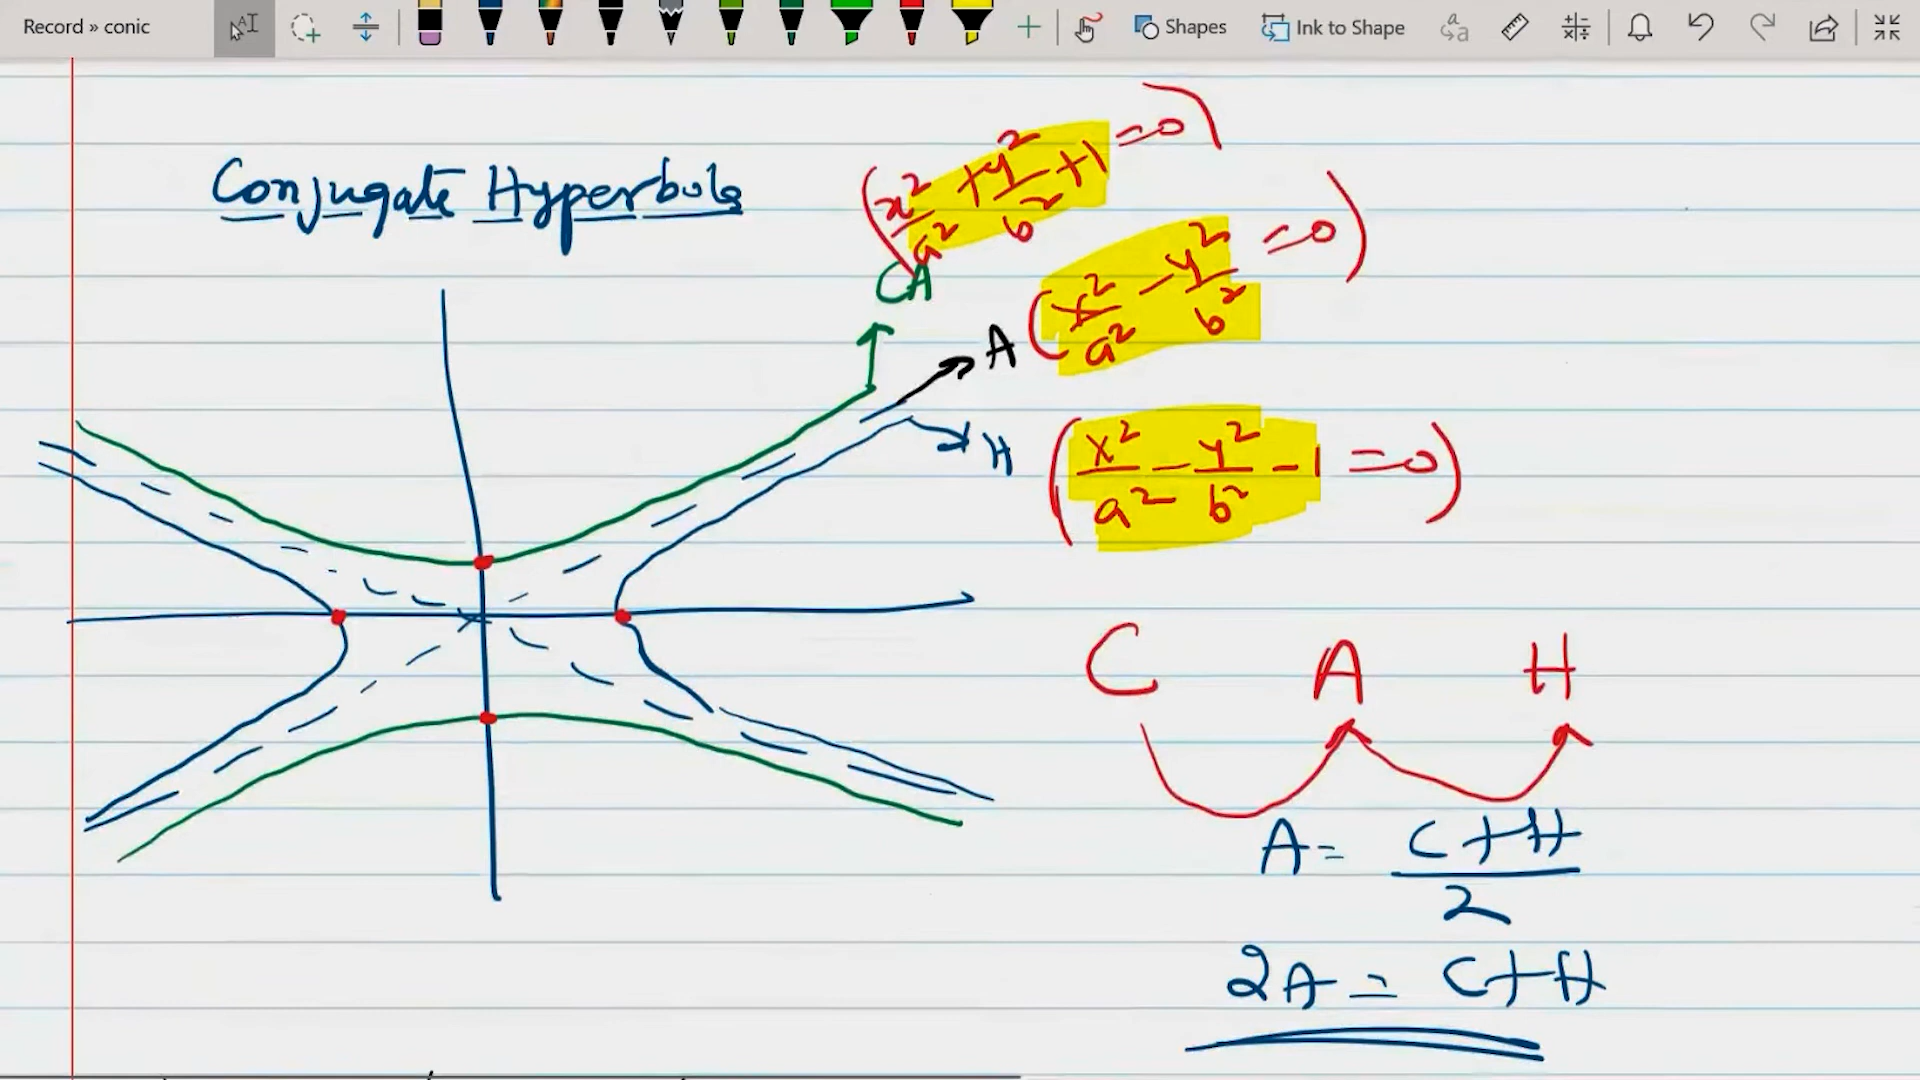 Record » conic
Shapes
Ink to Shape
Conjugate Hyperbola
(x²/a² + y²/b² + 1 = 0)
CA
(x²/a² - y²/b² = 0)
A
H
(x²/a² - y²/b² - 1 = 0)
C A H
A = C+H/2
2A = C+H